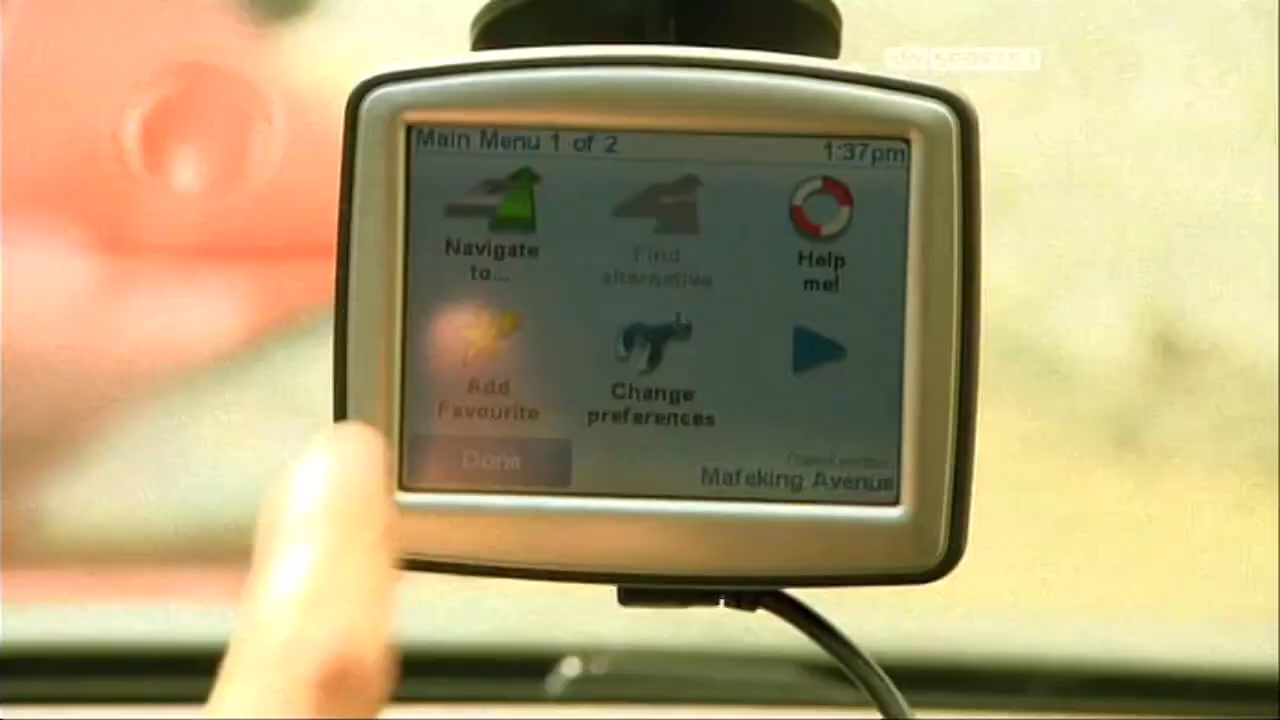 Main Menu 1 of 2
1:37pm
Navigate
to...
Find
alternative
Help
me!
Add
Favourite
Change
preferences
Done
Mafeking Avenue